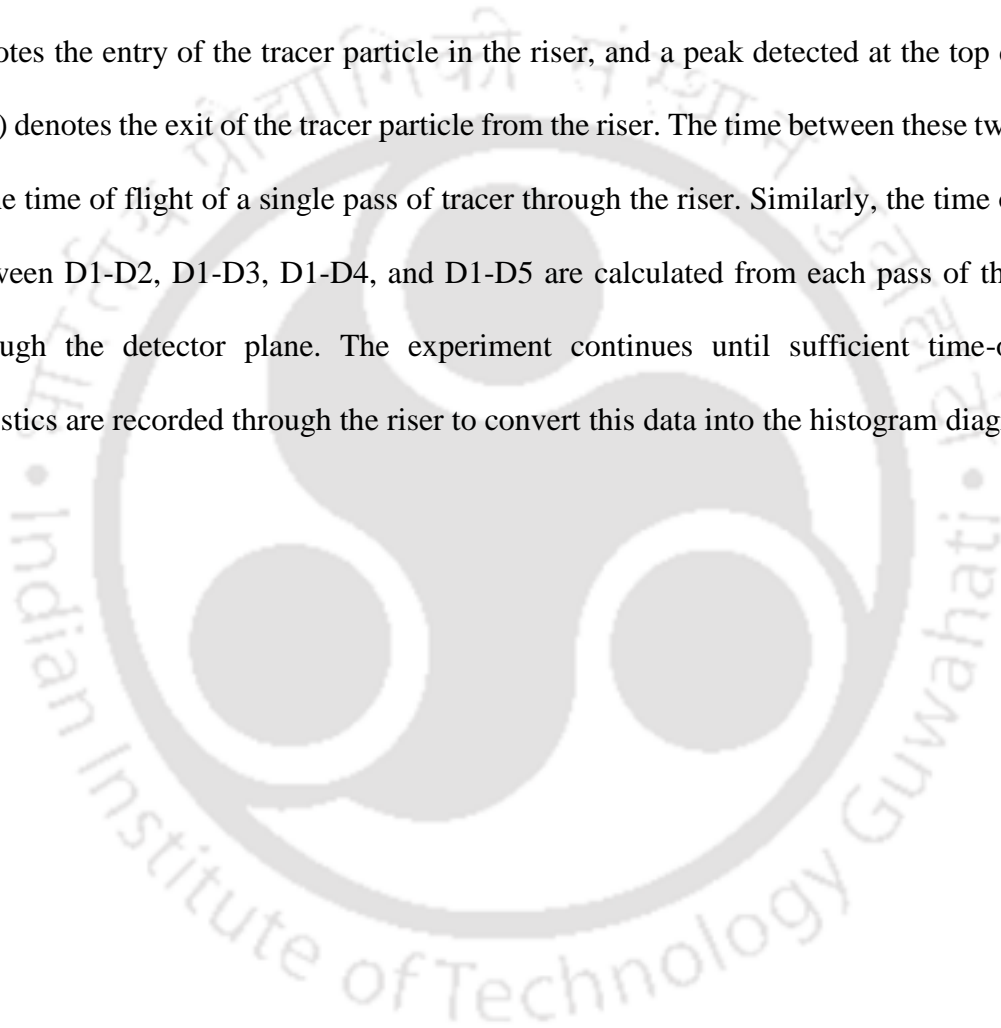 otes the entry of the tracer particle in the riser, and a peak detected at the top
) denotes the exit of the tracer particle from the riser. The time between these tw
e time of flight of a single pass of tracer through the riser. Similarly, the time
ween D1-D2, D1-D3, D1-D4, and D1-D5 are calculated from each pass of th
ugh the detector plane. The experiment continues until sufficient time-o
stics are recorded through the riser to convert this data into the histogram diag
Indian Institute of Technology Guwahati